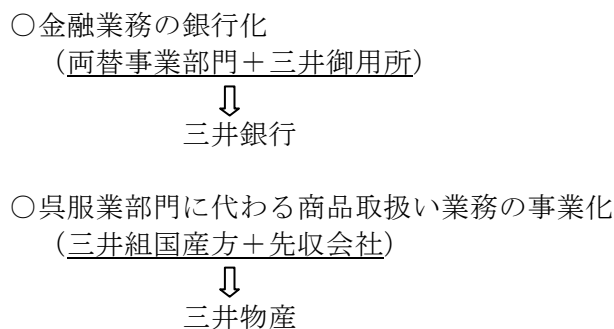 ○金融業務の銀行化
（両替事業部門＋三井御用所）
⇩
三井銀行
○呉服業部門に代わる商品取扱い業務の事業化
（三井組国産方＋先収会社）
⇩
三井物産